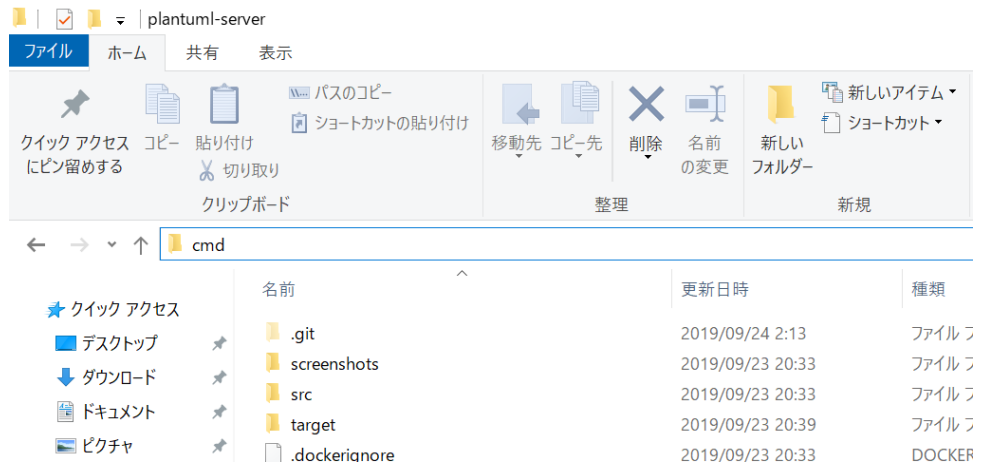 plantuml-server
ファイル ホーム 共有 表示
クイック アクセス
にピン留めする
コピー
貼り付け
パスのコピー
ショートカットの貼り付け
切り取り
クリップボード
移動先
コピー先
削除
名前
の変更
整理
新しい
フォルダー
新しいアイテム
ショートカット
新規
cmd
名前 更新日時 種類
クイック アクセス
デスクトップ
ダウンロード
ドキュメント
ピクチャ
.git 2019/09/24 2:13 ファイル フ
screenshots 2019/09/23 20:33 ファイル フ
src 2019/09/23 20:33 ファイル フ
target 2019/09/23 20:39 ファイル フ
.dockerignore 2019/09/23 20:33 DOCKER